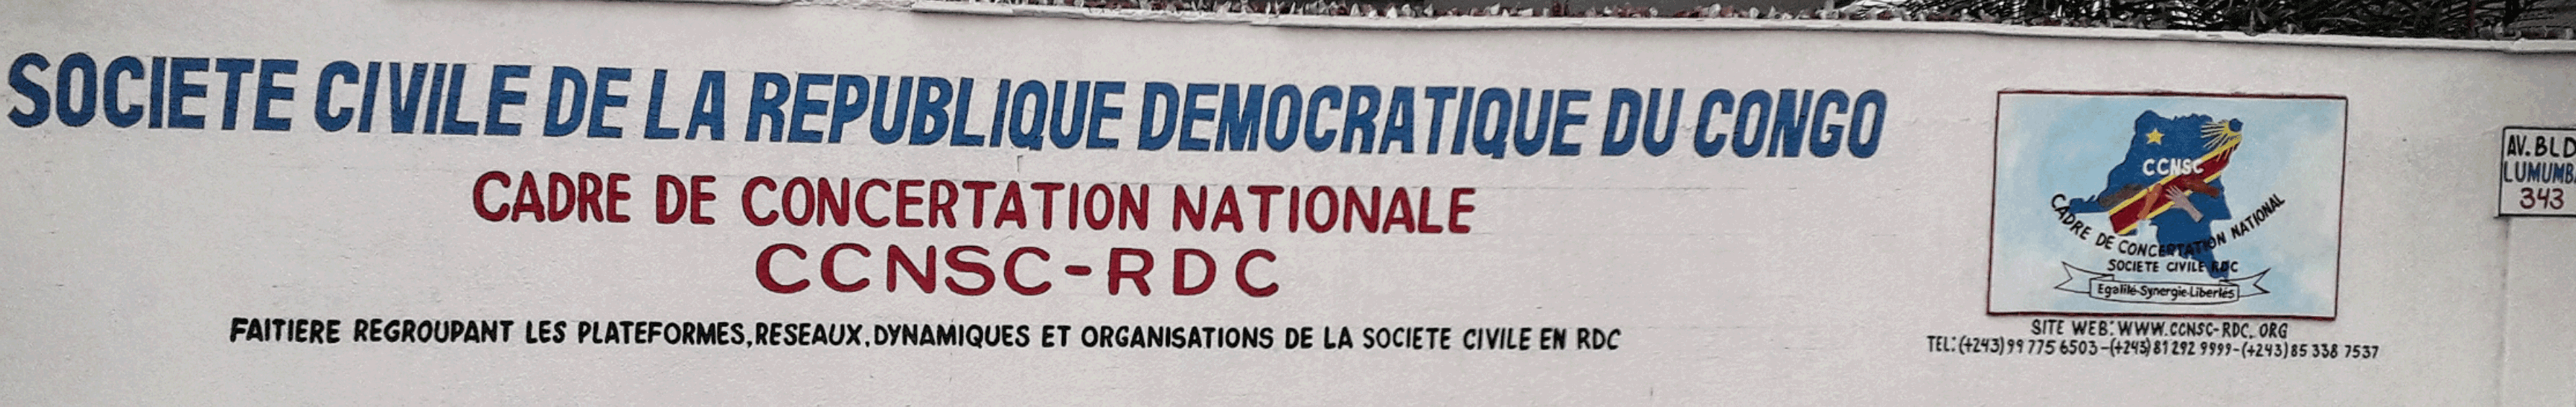 SOCIETE CIVILE DE LA REPUBLIQUE DEMOCRATIQUE DU CONGO
CADRE DE CONCERTATION NATIONALE
CCNSC-RDC
FAITIERE REGROUPANT LES PLATEFORMES, RESEAUX, DYNAMIQUES ET ORGANISATIONS DE LA SOCIETE CIVILE EN RDC
CCNSC
CADRE DE CONCERTATION NATIONAL
SOCIETE CIVILE RDC
Egalité-Synergie-Libertés
SITE WEB: WWW.CCNSC-RDC.ORG
TEL: (+243) 99 775 6503-(+243) 81 292 9999-(+243) 85 338 7537
AV. BLD
LUMUMBA
343